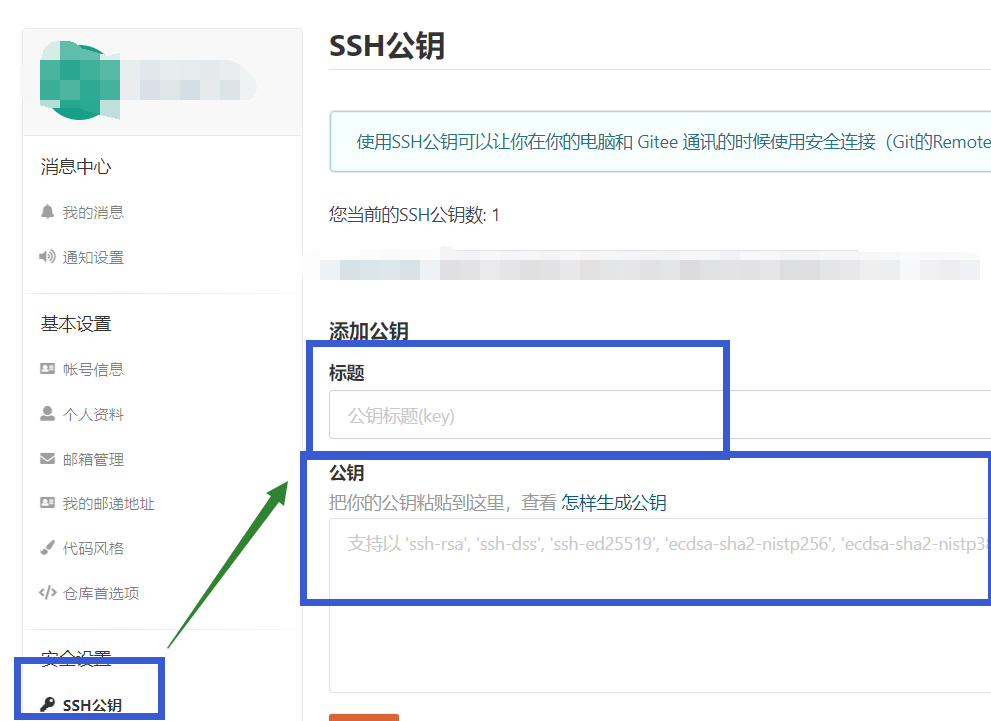 消息中心
我的消息
通知设置
基本设置
帐号信息
个人资料
邮箱管理
我的邮递地址
代码风格
仓库首选项
安全设置
SSH公钥
SSH公钥
使用SSH公钥可以让你在你的电脑和 Gitee 通讯的时候使用安全连接（Git的Remote
您当前的SSH公钥数: 1
添加公钥
标题
公钥标题(key)
公钥
把你的公钥粘贴到这里，查看 怎样生成公钥
支持以 'ssh-rsa', 'ssh-dss', 'ssh-ed25519', 'ecdsa-sha2-nistp256', 'ecdsa-sha2-nistp38